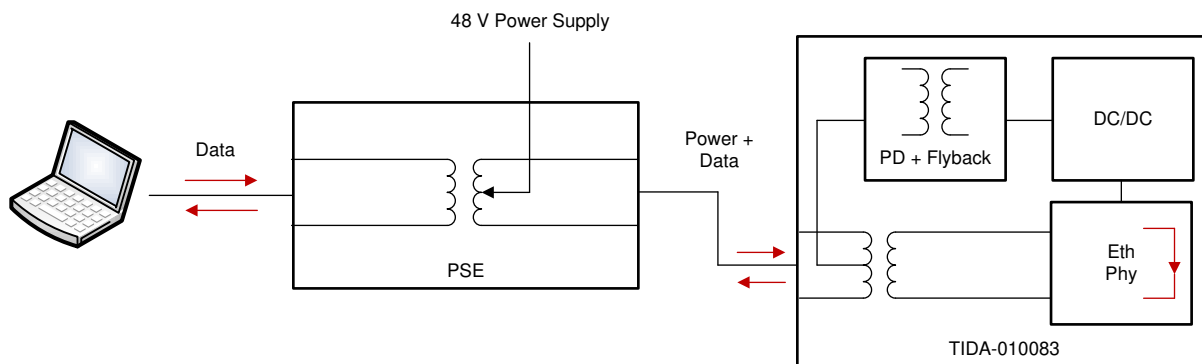 48 V Power Supply
Data
PSE
Power +
Data
PD + Flyback
DC/DC
Eth
Phy
TIDA-010083